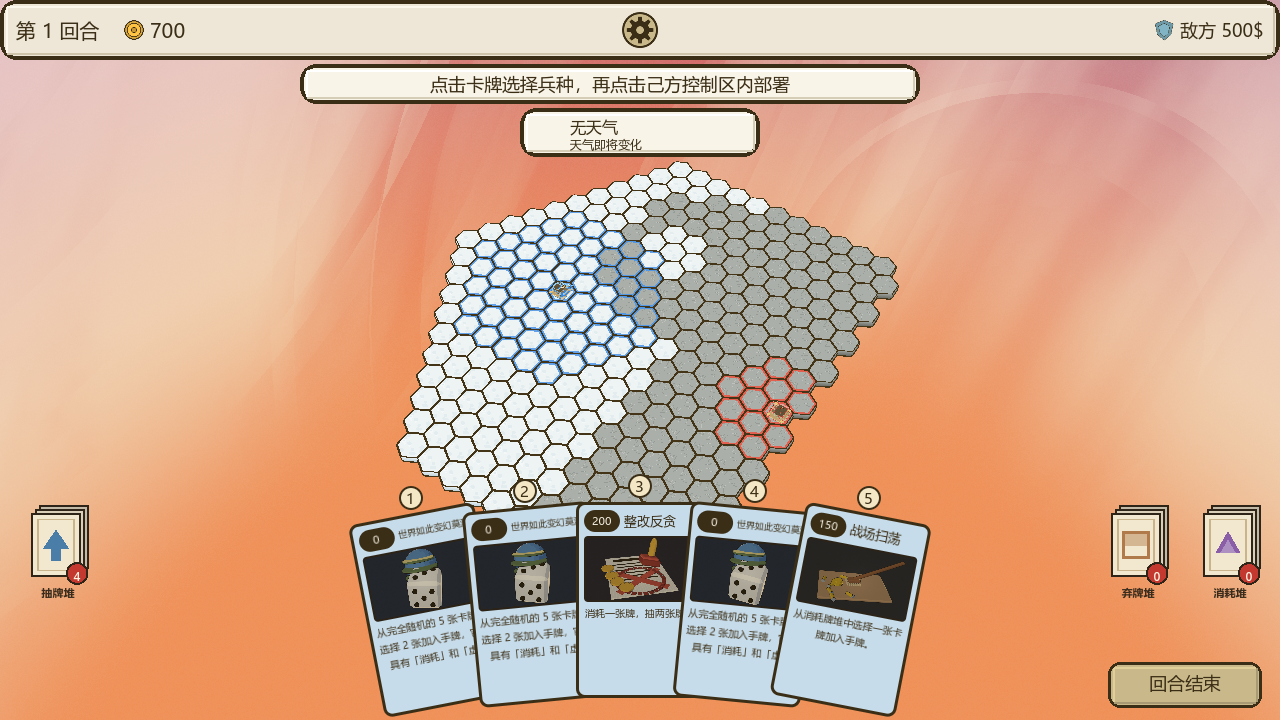 第 1 回合
700
敌方 500$
点击卡牌选择兵种，再点击己方控制区内部署
无天气
天气即将变化
1
2
3
4
5
0
世界如此变幻莫
从完全随机的 5 张卡
选择 2 张加入手牌，
具有「消耗」和「
0
世界如此变幻莫
从完全随机的 5 张卡
选择 2 张加入手牌，
具有「消耗」和「
200
整改反贪
消耗一张牌，抽两张
0
世界如此变幻莫
从完全随机的 5 张卡
选择 2 张加入手牌，
具有「消耗」和「
150
战场扫荡
从消耗牌堆中选择一张卡
牌加入手牌。
4
抽牌堆
0
弃牌堆
0
消耗堆
回合结束